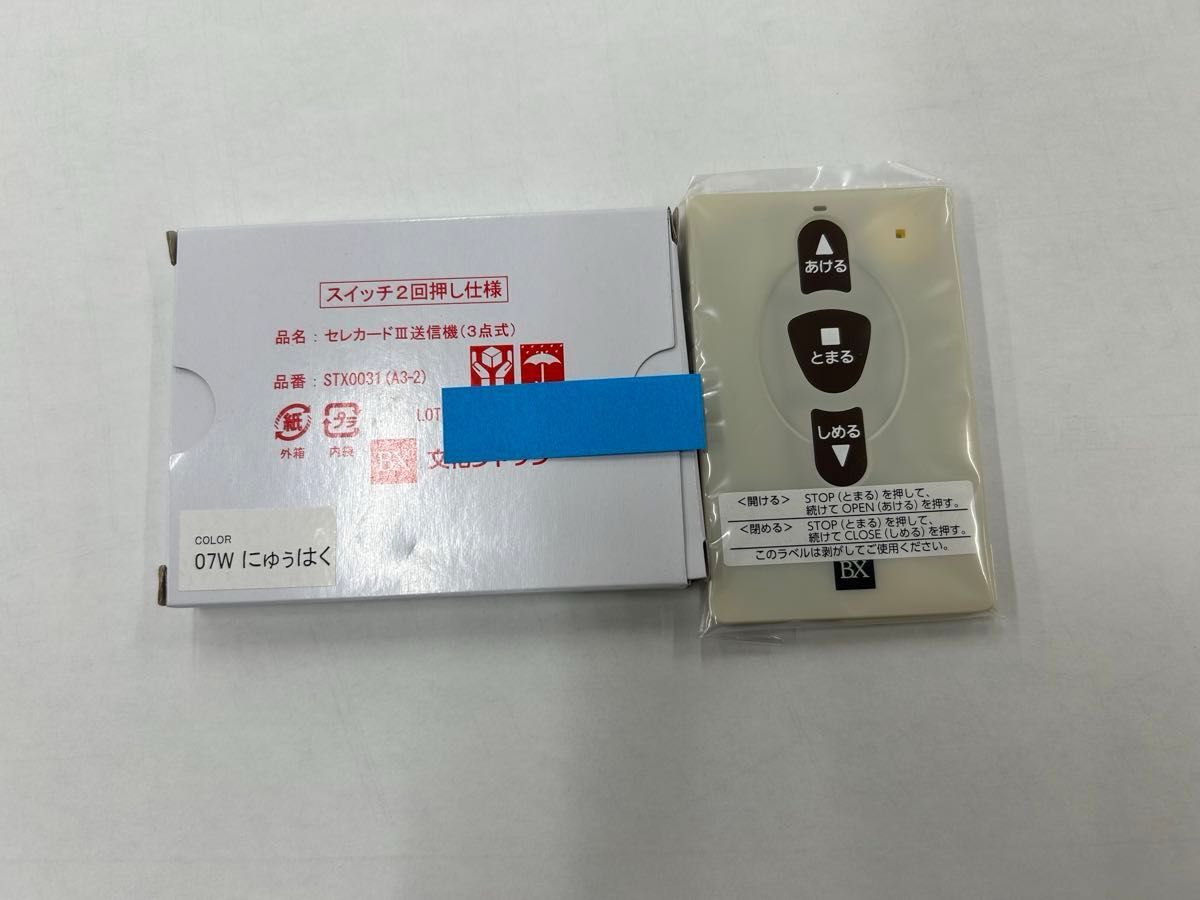 スイッチ2回押し仕様
品名：セレカードⅢ送信機(3点式)
品番：STX0031(A3-2)
紙
プラ
外箱
内袋
LOT
BX
COLOR
07W にゅうはく
あける
とまる
しめる
<開ける> STOP(とまる)を押して、
続けて OPEN(あける)を押す。
<閉める> STOP(とまる)を押して、
続けて CLOSE(しめる)を押す。
このラベルは剥がしてご使用ください。
BX